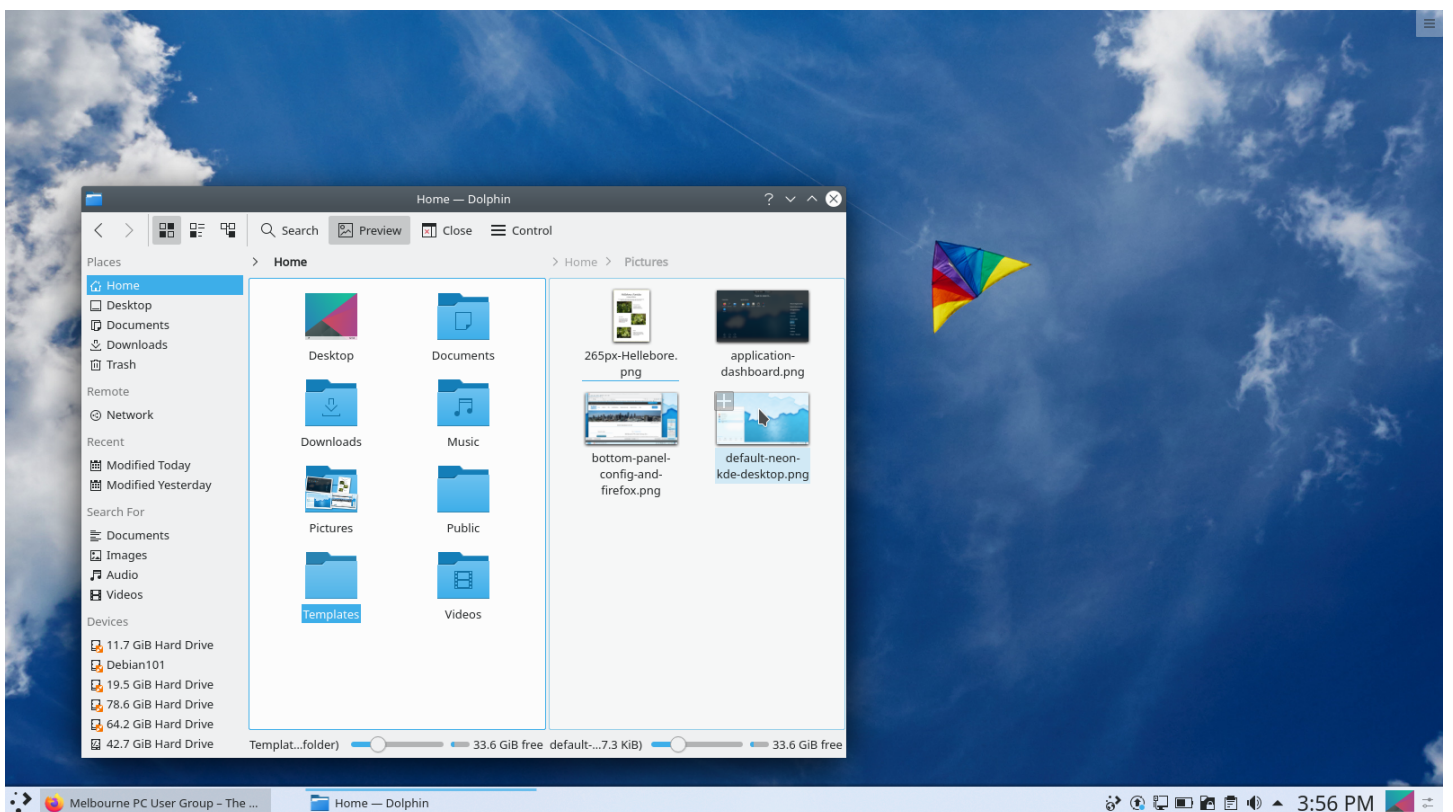 Home — Dolphin
Search
Preview
Close
Control
Places
Home
Desktop
Documents
Downloads
Trash
Remote
Network
Recent
Modified Today
Modified Yesterday
Search For
Documents
Images
Audio
Videos
Devices
11.7 GiB Hard Drive
Debian101
19.5 GiB Hard Drive
78.6 GiB Hard Drive
64.2 GiB Hard Drive
42.7 GiB Hard Drive
> Home
Desktop
Documents
Downloads
Music
Pictures
Public
Templates
Videos
Templat...folder)
33.6 GiB free
> Home > Pictures
265px-Hellebore.
png
application-
dashboard.png
bottom-panel-
config-and-
firefox.png
default-neon-
kde-desktop.png
default-...7.3 KiB)
33.6 GiB free
Melbourne PC User Group – The ...
Home — Dolphin
3:56 PM